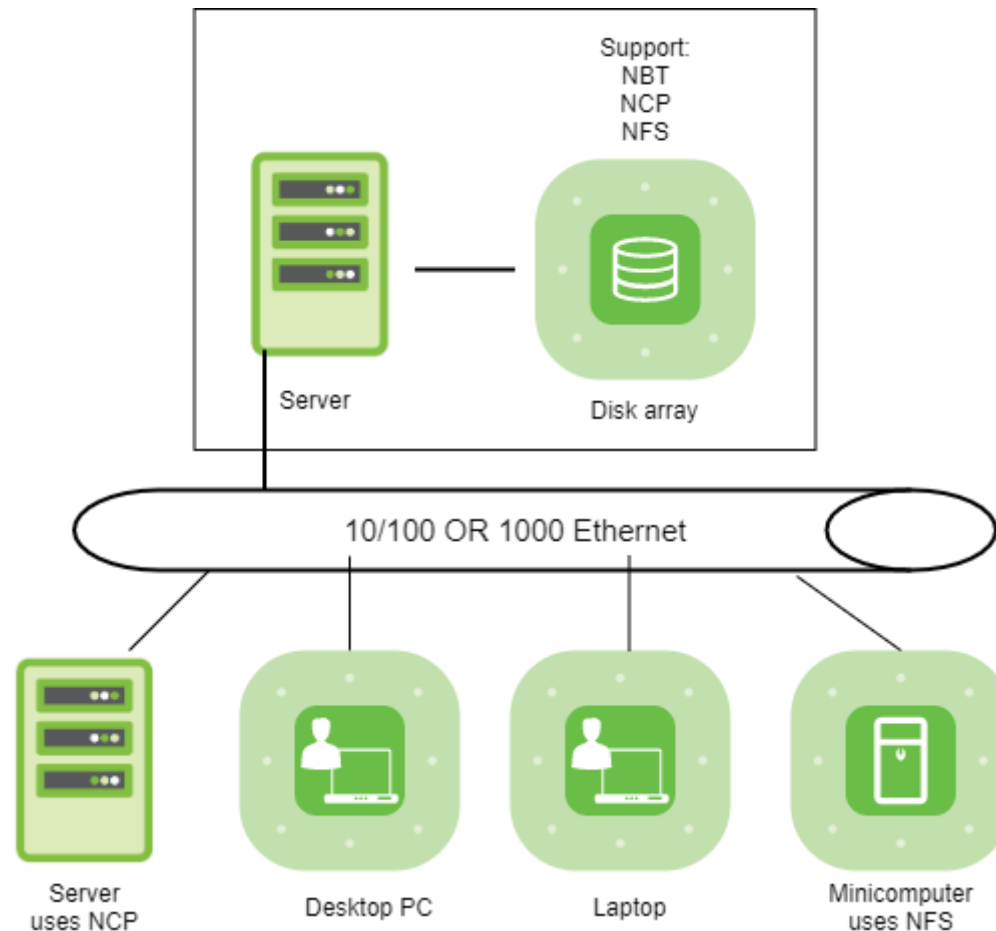 Support:
NBT
NCP
NFS
Server
Disk array
10/100 OR 1000 Ethernet
Server
uses NCP
Desktop PC
Laptop
Minicomputer
uses NFS